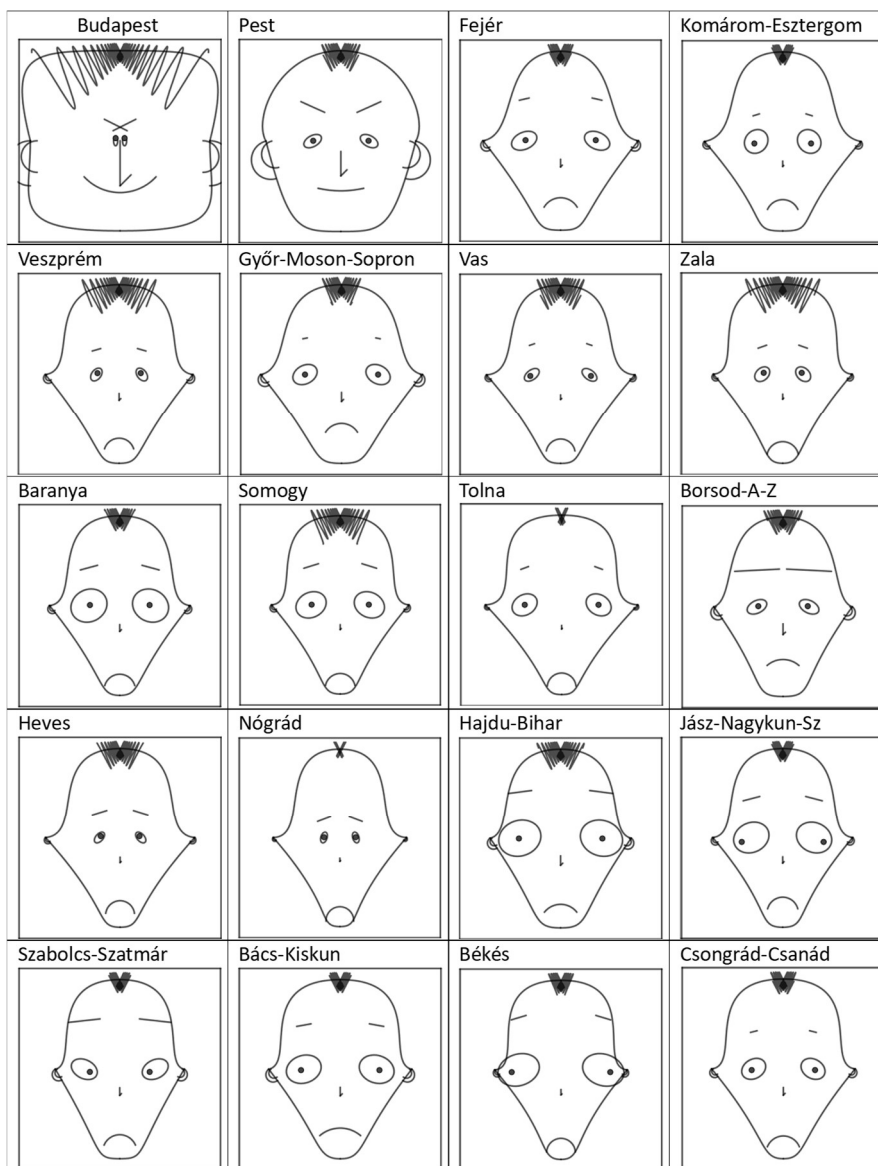 Budapest
Pest
Fejér
Komárom-Esztergom
Veszprém
Győr-Moson-Sopron
Vas
Zala
Baranya
Somogy
Tolna
Borsod-A-Z
Heves
Nógrád
Hajdu-Bihar
Jász-Nagykun-Sz
Szabolcs-Szatmár
Bács-Kiskun
Békés
Csongrád-Csanád